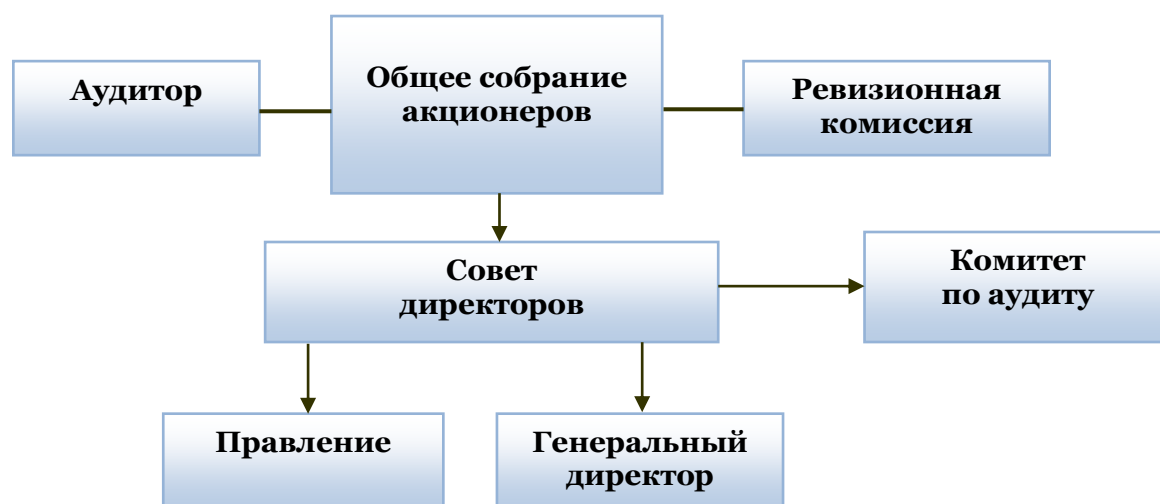 Аудитор
Общее собрание
акционеров
Ревизионная
комиссия
Совет
директоров
Комитет
по аудиту
Правление
Генеральный
директор